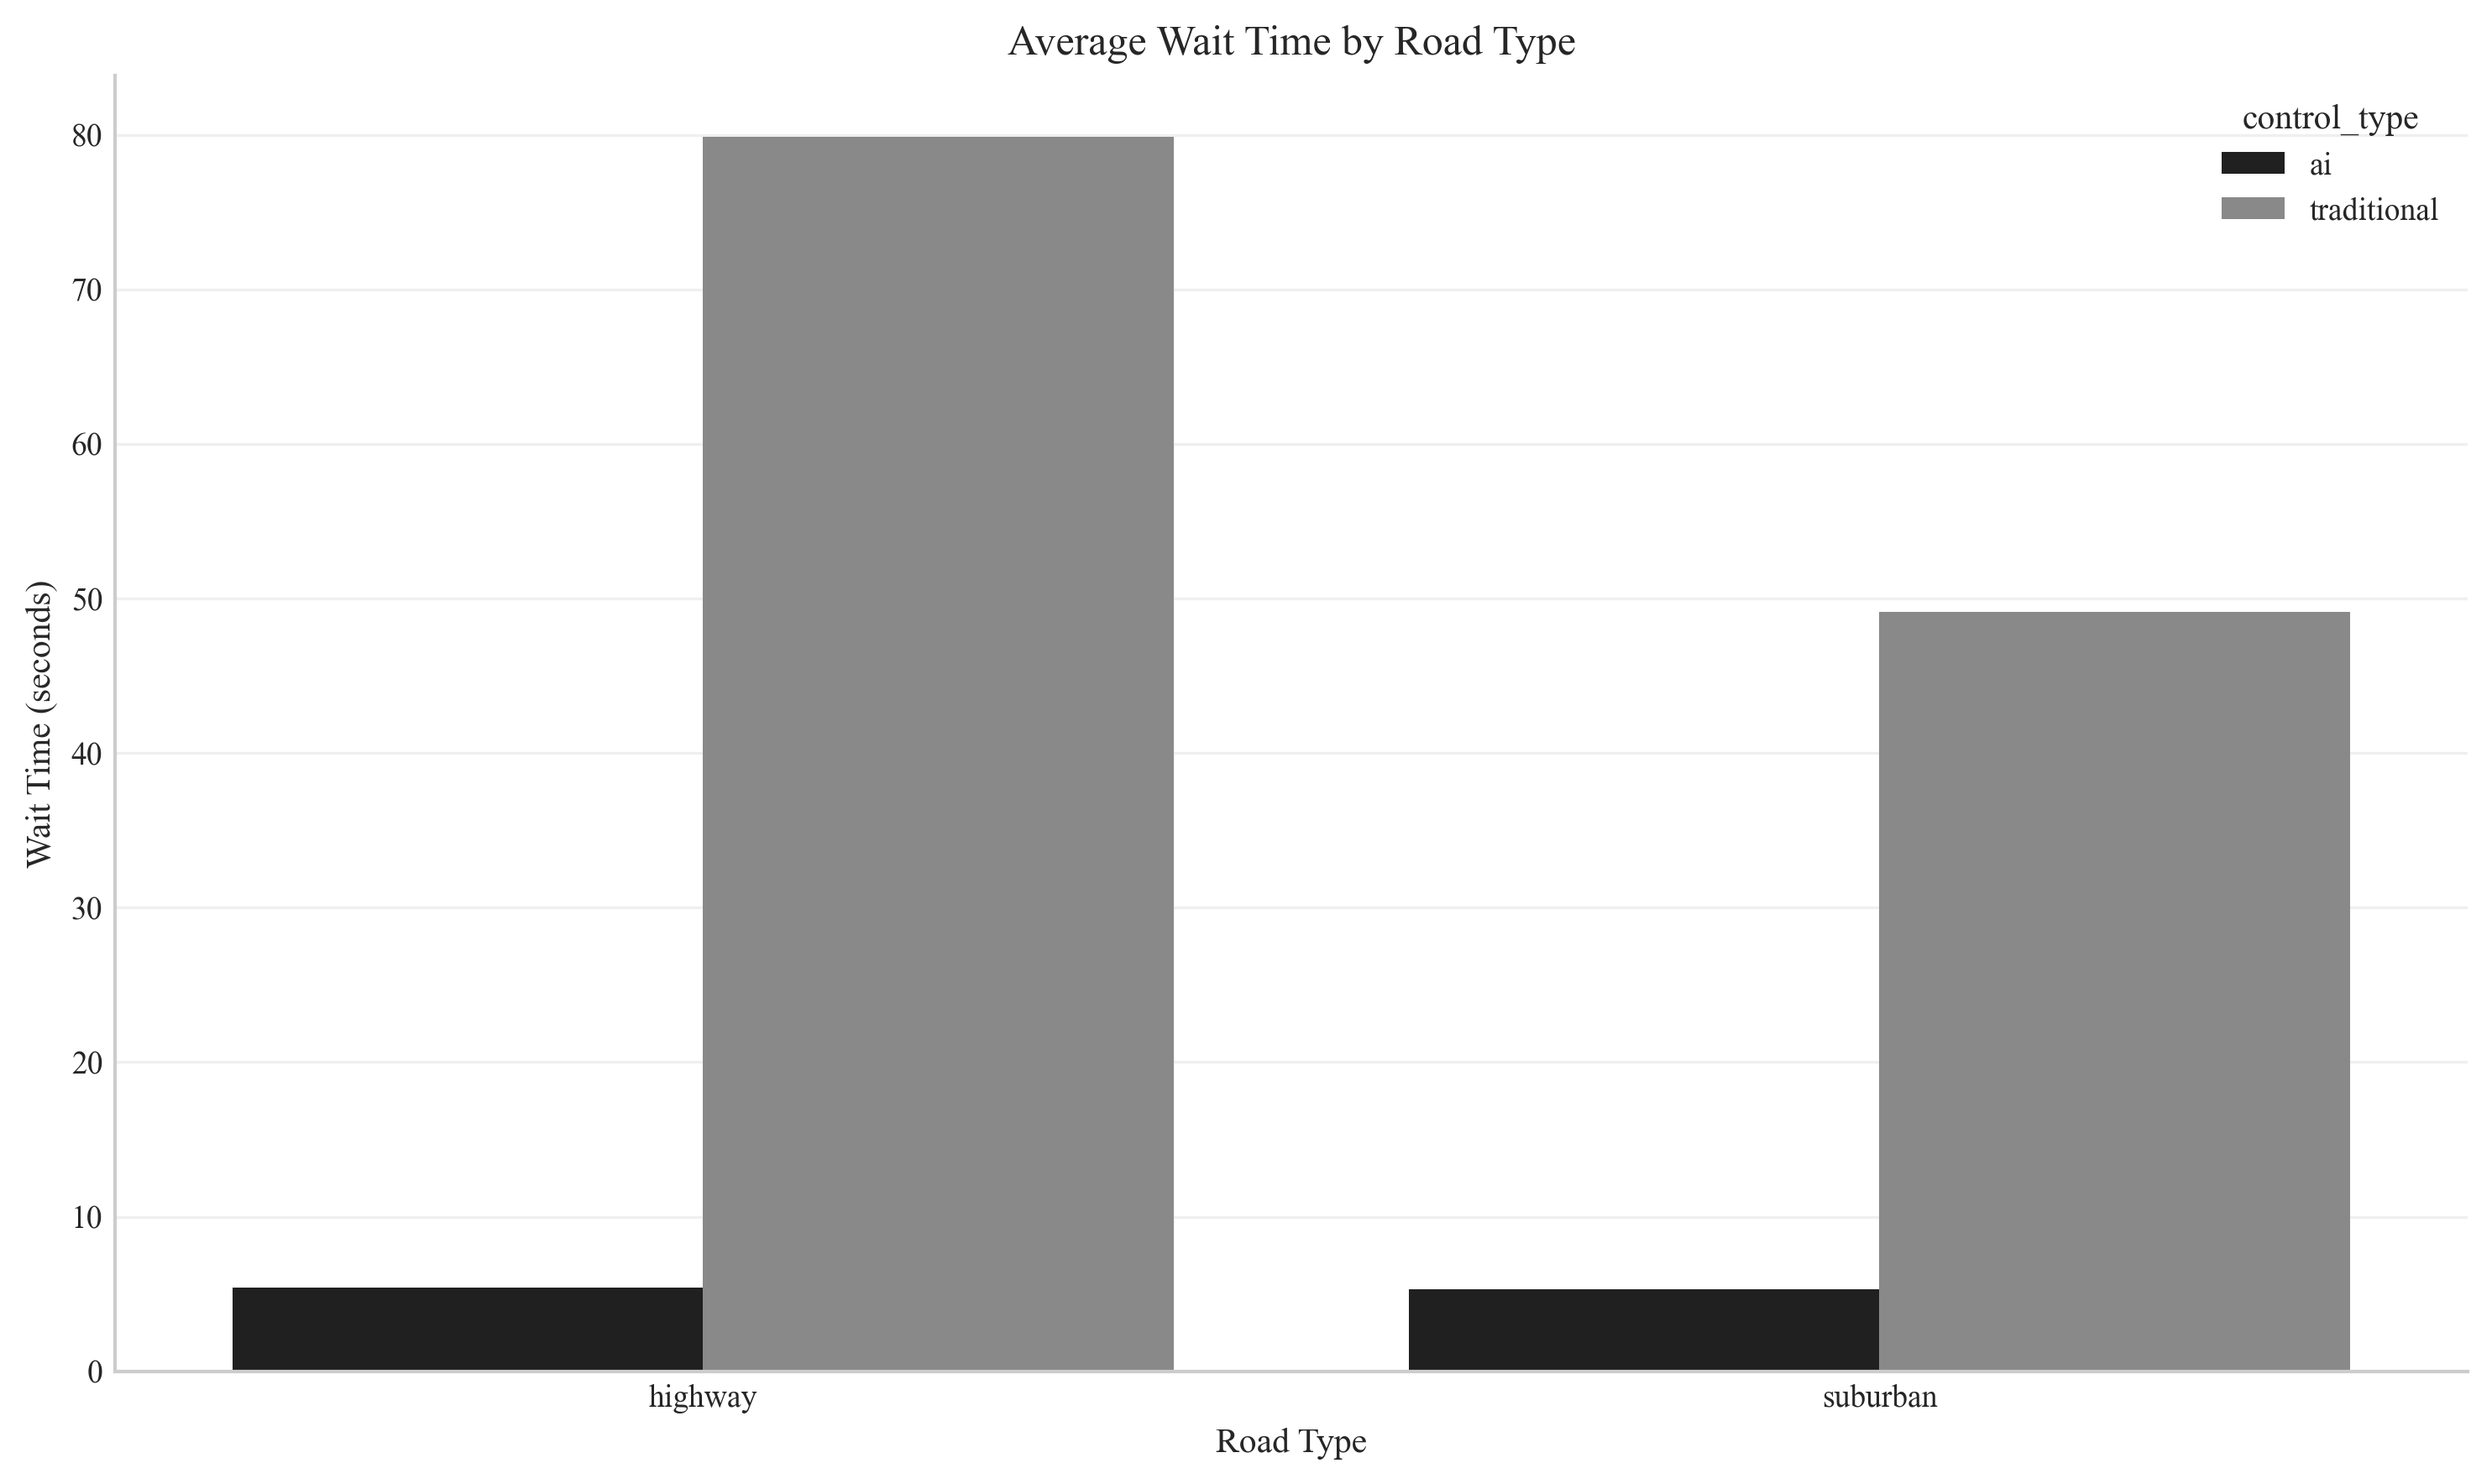 Average Wait Time by Road Type
control_type
ai
traditional
Wait Time (seconds)
80
70
60
50
40
30
20
10
0
highway
suburban
Road Type